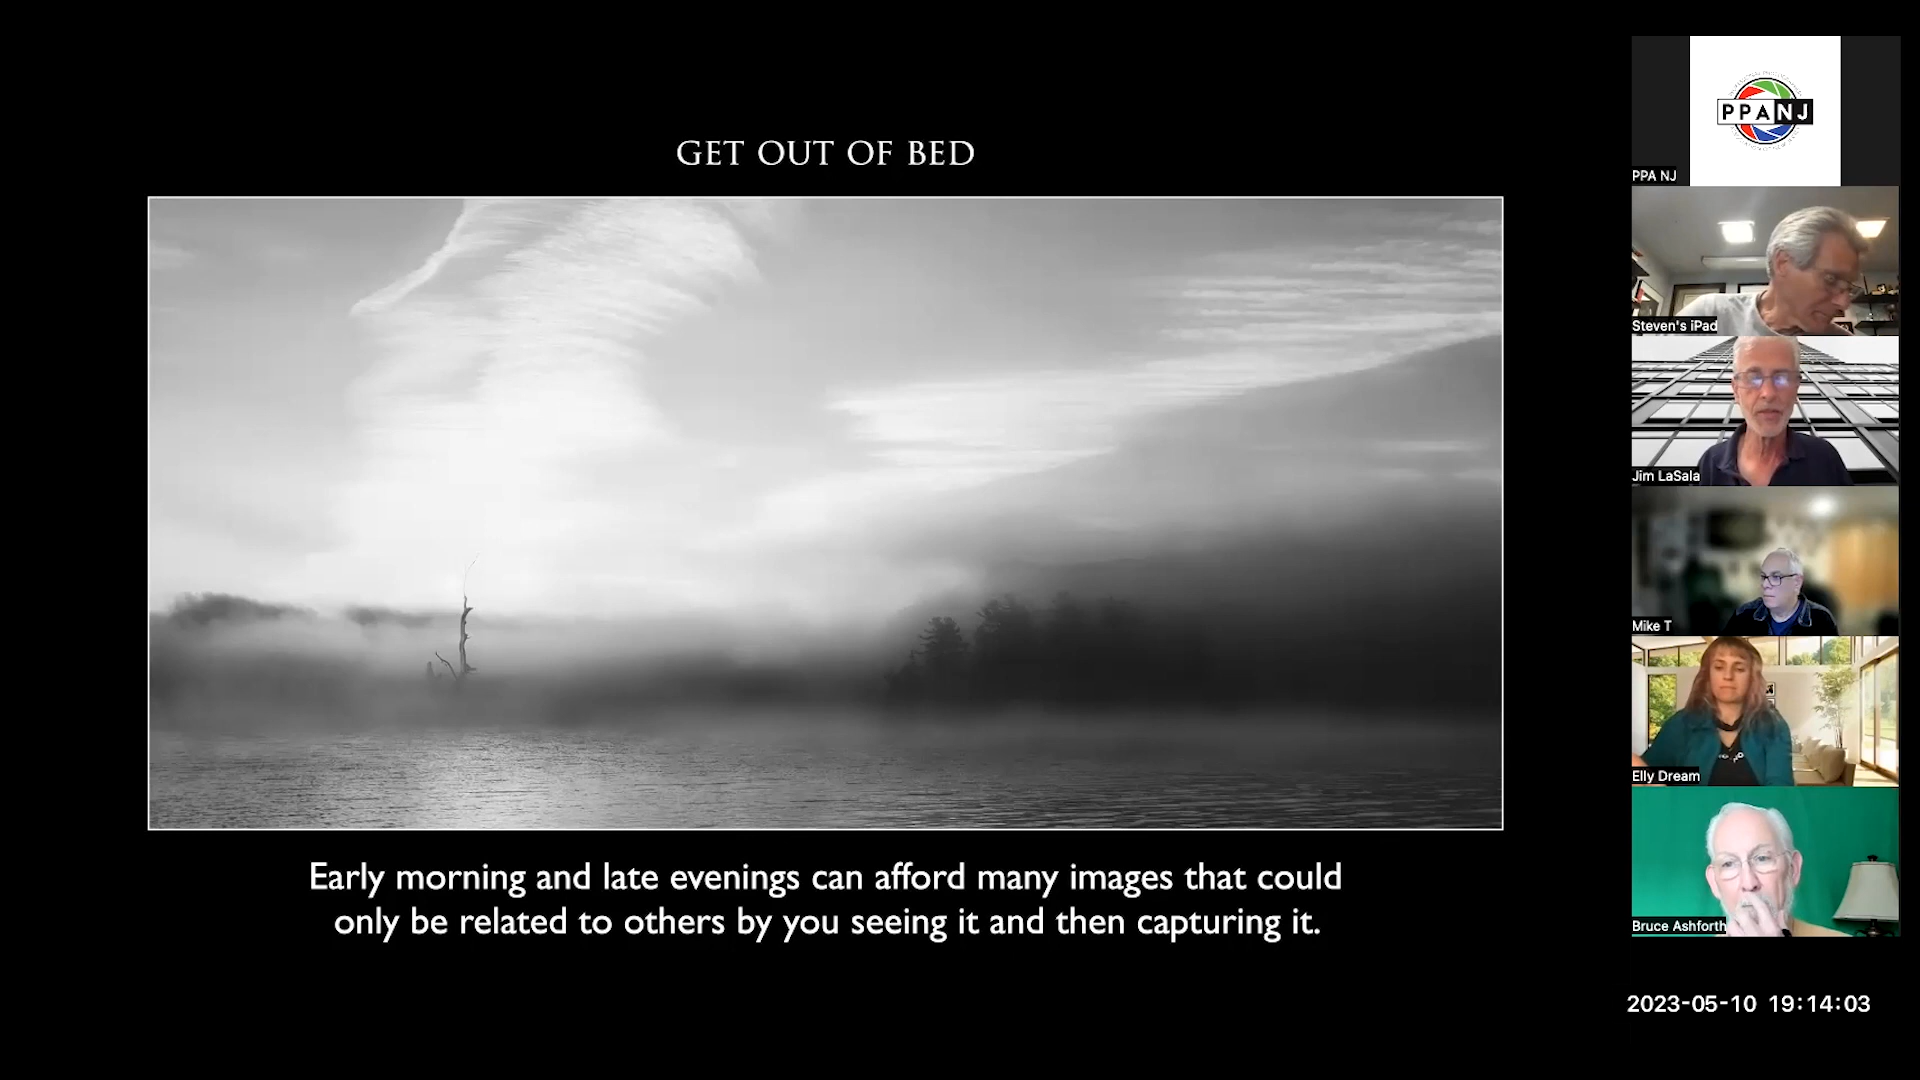 GET OUT OF BED
Early morning and late evenings can afford many images that could
only be related to others by you seeing it and then capturing it.
PPANJ
PPA NJ
Steven's iPad
Jim LaSala
Mike T
Elly Dream
Bruce Ashforth
2023-05-10 19:14:03